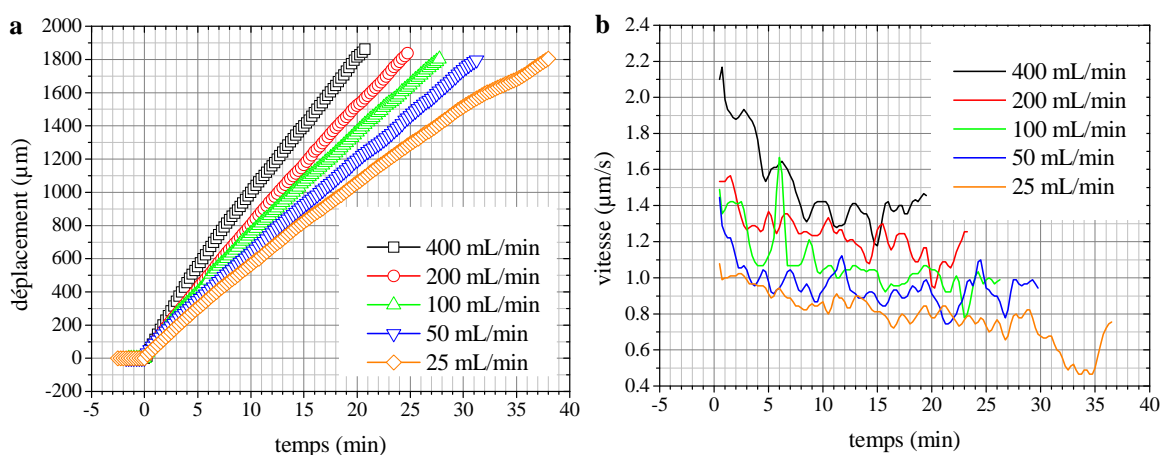 a
2000
1800
1600
1400
1200
1000
800
600
400
200
0
-200
-5 0 5 10 15 20 25 30 35 40
déplacement (µm)
temps (min)
400 mL/min
200 mL/min
100 mL/min
50 mL/min
25 mL/min
b
2.4
2.2
2.0
1.8
1.6
1.4
1.2
1.0
0.8
0.6
0.4
-5 0 5 10 15 20 25 30 35 40
vitesse (µm/s)
temps (min)
400 mL/min
200 mL/min
100 mL/min
50 mL/min
25 mL/min